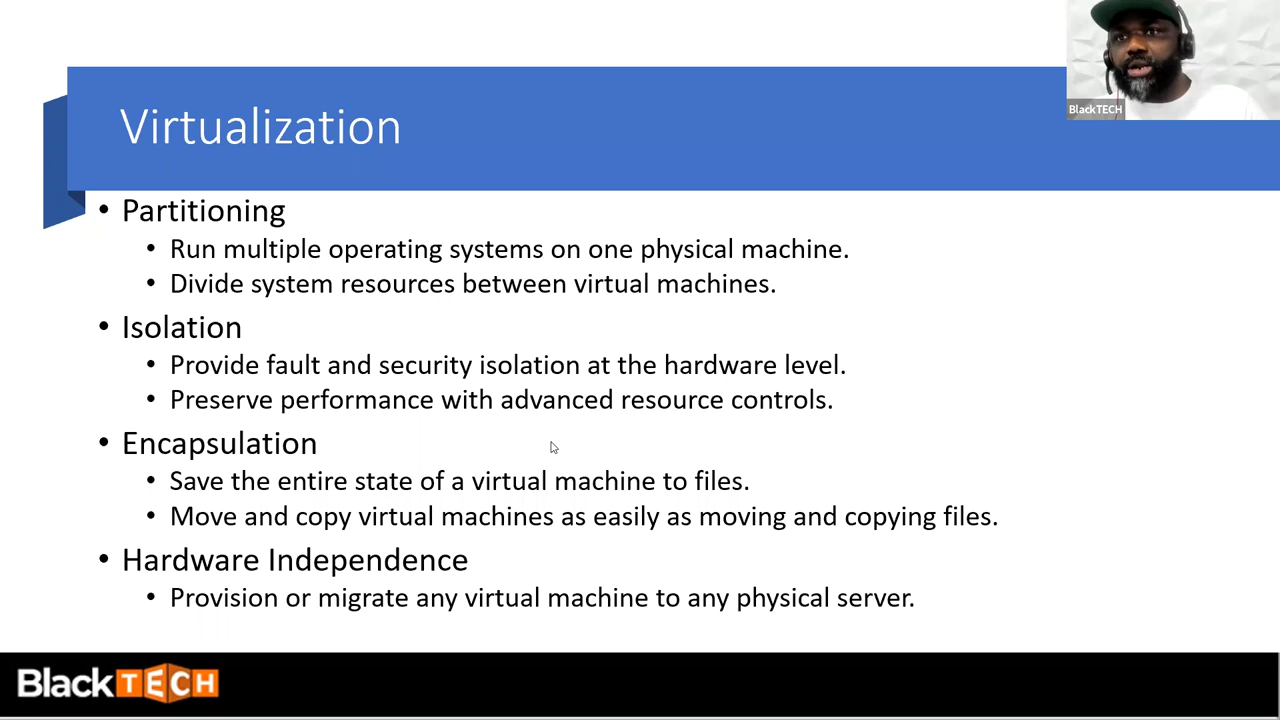 BlackTECH
Virtualization
• Partitioning
• Run multiple operating systems on one physical machine.
• Divide system resources between virtual machines.
• Isolation
• Provide fault and security isolation at the hardware level.
• Preserve performance with advanced resource controls.
• Encapsulation
• Save the entire state of a virtual machine to files.
• Move and copy virtual machines as easily as moving and copying files.
• Hardware Independence
• Provision or migrate any virtual machine to any physical server.
BlackTECH